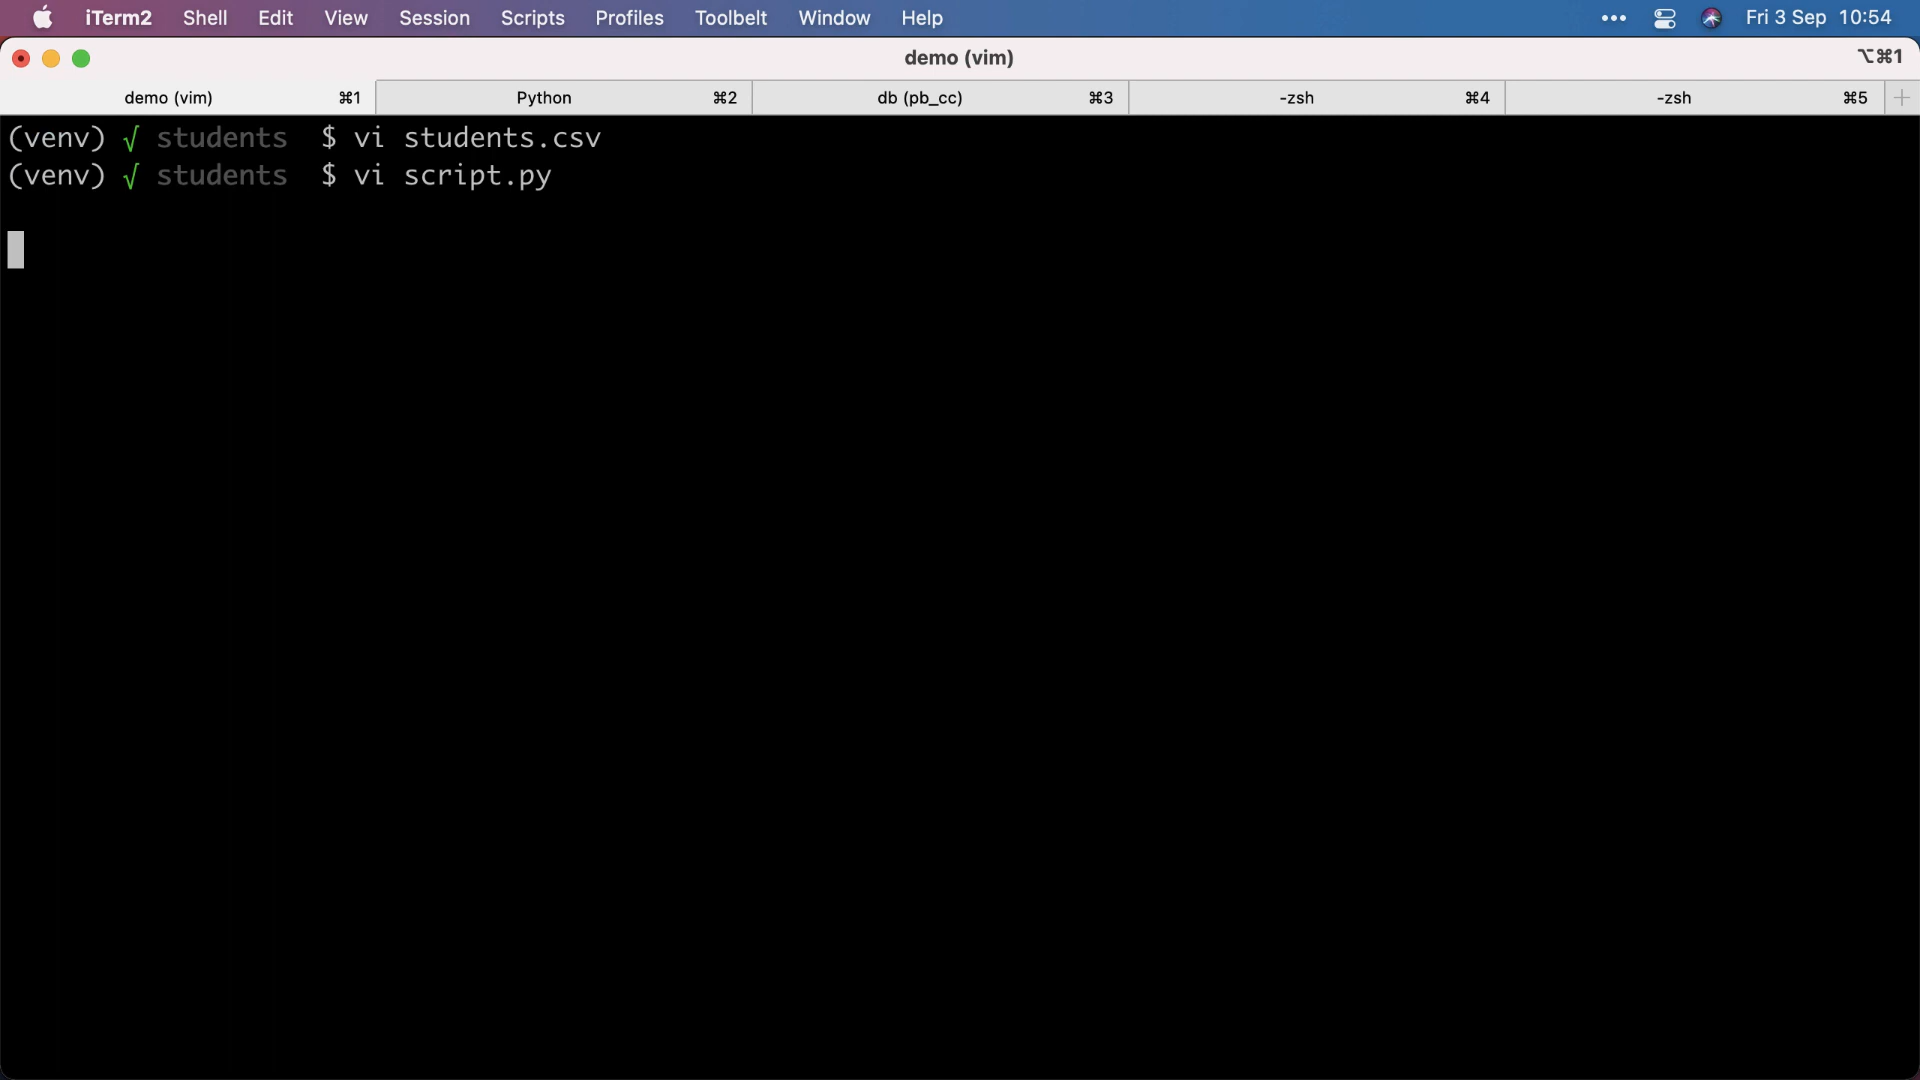 iTerm2 Shell Edit View Session Scripts Profiles Toolbelt Window Help Fri 3 Sep 10:54
demo (vim) ⌥⌘1
demo (vim) ⌘1 Python ⌘2 db (pb_cc) ⌘3 -zsh ⌘4 -zsh ⌘5
(venv) √ students $ vi students.csv
(venv) √ students $ vi script.py